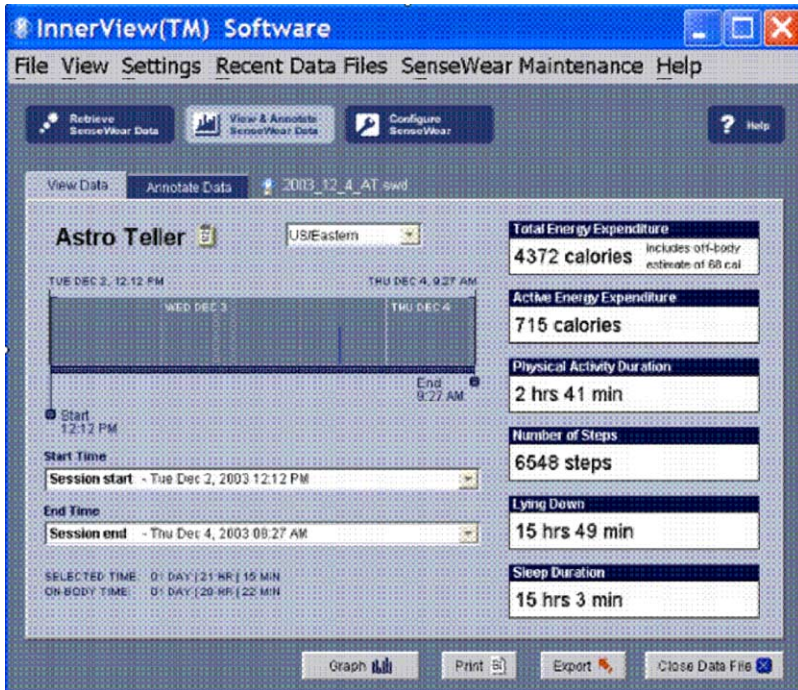 InnerView(TM) Software
File View Settings Recent Data Files SenseWear Maintenance Help
Retrieve
SenseWear Data
View & Annotate
SenseWear Data
Configure
SenseWear
? Help
View Data
Annotate Data
2003_12_4_AT.swd
Astro Teller
US/Eastern
TUE DEC 2, 12:12 PM
THU DEC 4, 9:27 AM
WED DEC 3
THU DEC 4
End
9:27 AM
Start
12:12 PM
Start Time
Session start - Tue Dec 2, 2003 12:12 PM
End Time
Session end - Thu Dec 4, 2003 09:27 AM
SELECTED TIME: 01 DAY | 21 HR | 15 MIN
ON-BODY TIME: 01 DAY | 20 HR | 22 MIN
Total Energy Expenditure
4372 calories
includes off-body
estimate of 68 cal
Active Energy Expenditure
715 calories
Physical Activity Duration
2 hrs 41 min
Number of Steps
6548 steps
Lying Down
15 hrs 49 min
Sleep Duration
15 hrs 3 min
Graph
Print
Export
Close Data File